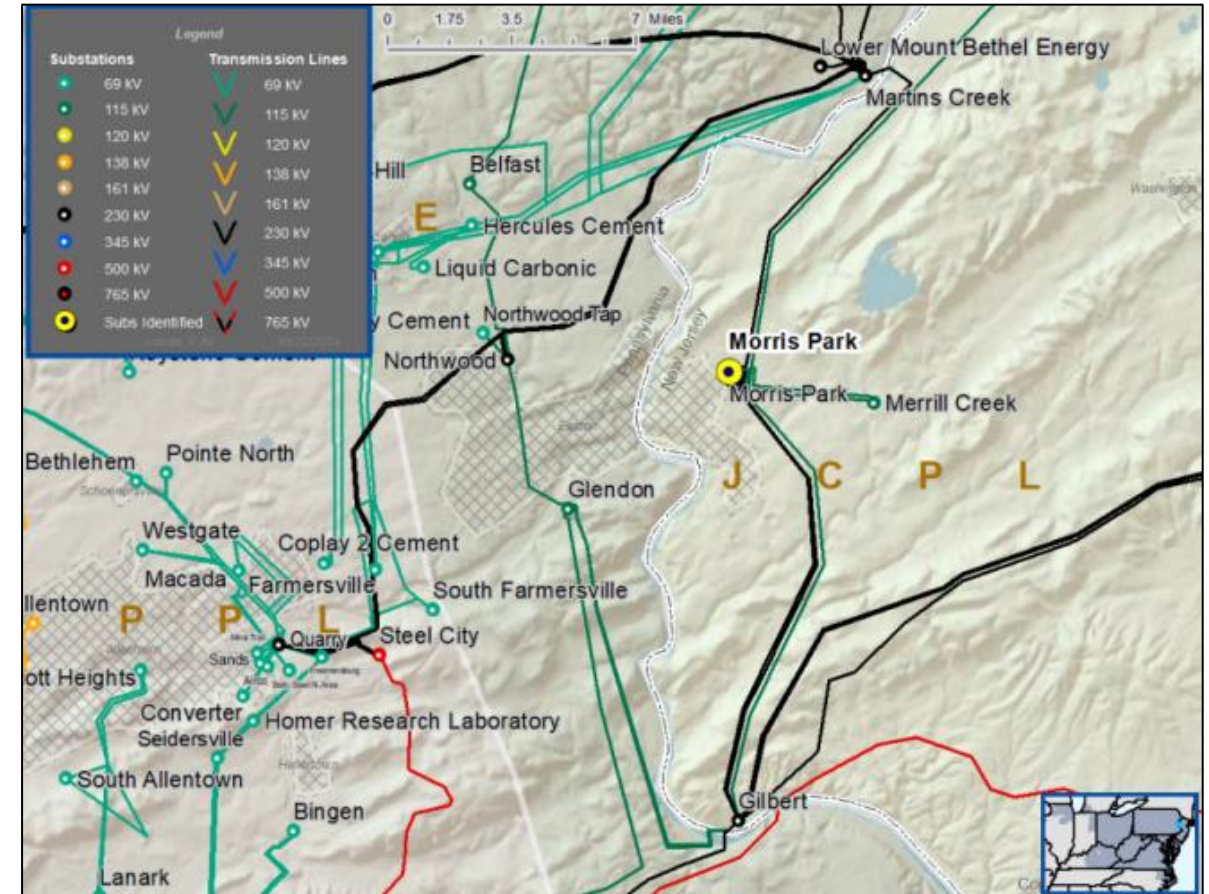 Legend
Substations
69 kV
115 kV
120 kV
138 kV
161 kV
230 kV
345 kV
500 kV
765 kV
Subs Identified
Transmission Lines
69 kV
115 kV
120 kV
138 kV
161 kV
230 kV
345 kV
500 kV
765 kV
0 1.75 3.5 7 Miles
Lower Mount Bethel Energy
Martins Creek
Hill
Belfast
E
Hercules Cement
Liquid Carbonic
y Cement
Northwood Tap
Northwood
Pennsylvania
New Jersey
Easton
Washington
Morris Park
Morris Park
Merrill Creek
J C P L
Bethlehem
Pointe North
Glendon
Westgate
Coplay 2 Cement
Macada
Farmersville
South Farmersville
llentown
P P L
Quarry
Steel City
Sands
ott Heights
Converter
Homer Research Laboratory
Seidersville
South Allentown
Bingen
Gilbert
Lanark